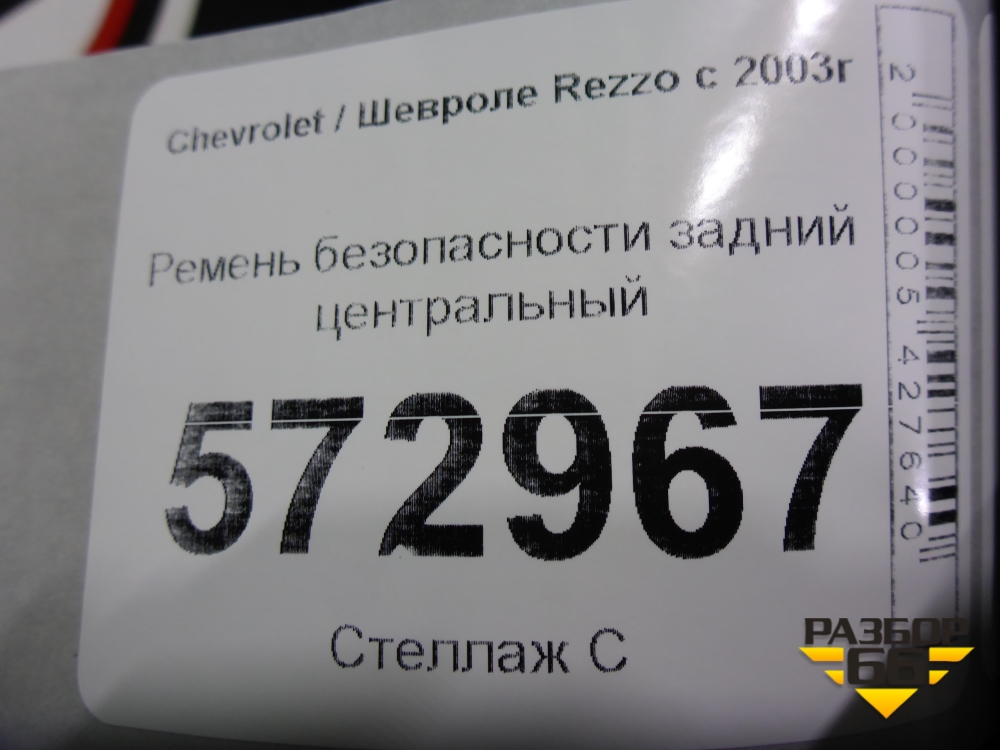 Chevrolet / Шевроле Rezzo с 2003г
Ремень безопасности задний
центральный
572967
Стеллаж С
2000005427640
РАЗБОР
66